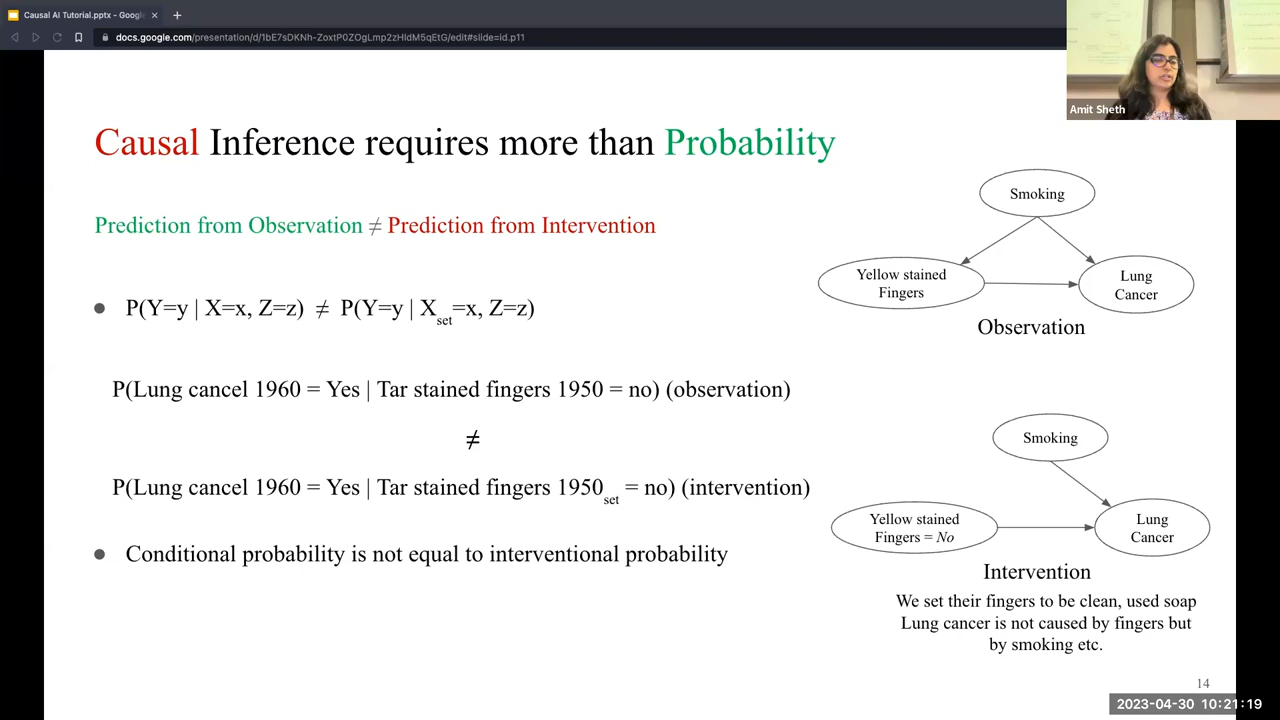 Causal AI Tutorial.pptx - Googl
docs.google.com/presentation/d/1bE7sDKNh-ZoxtP0ZOgLmp2zzHldM5qEtG/edit#slide=id.p11
Amit Sheth
Causal Inference requires more than Probability
Prediction from Observation ≠ Prediction from Intervention
● P(Y=y | X=x, Z=z) ≠ P(Y=y | Xset=x, Z=z)
P(Lung cancel 1960 = Yes | Tar stained fingers 1950 = no) (observation)
≠
P(Lung cancel 1960 = Yes | Tar stained fingers 1950set = no) (intervention)
● Conditional probability is not equal to interventional probability
Smoking
Yellow stained
Fingers
Lung
Cancer
Observation
Smoking
Yellow stained
Fingers = No
Lung
Cancer
Intervention
We set their fingers to be clean, used soap
Lung cancer is not caused by fingers but
by smoking etc.
14
2023-04-30 10:21:19